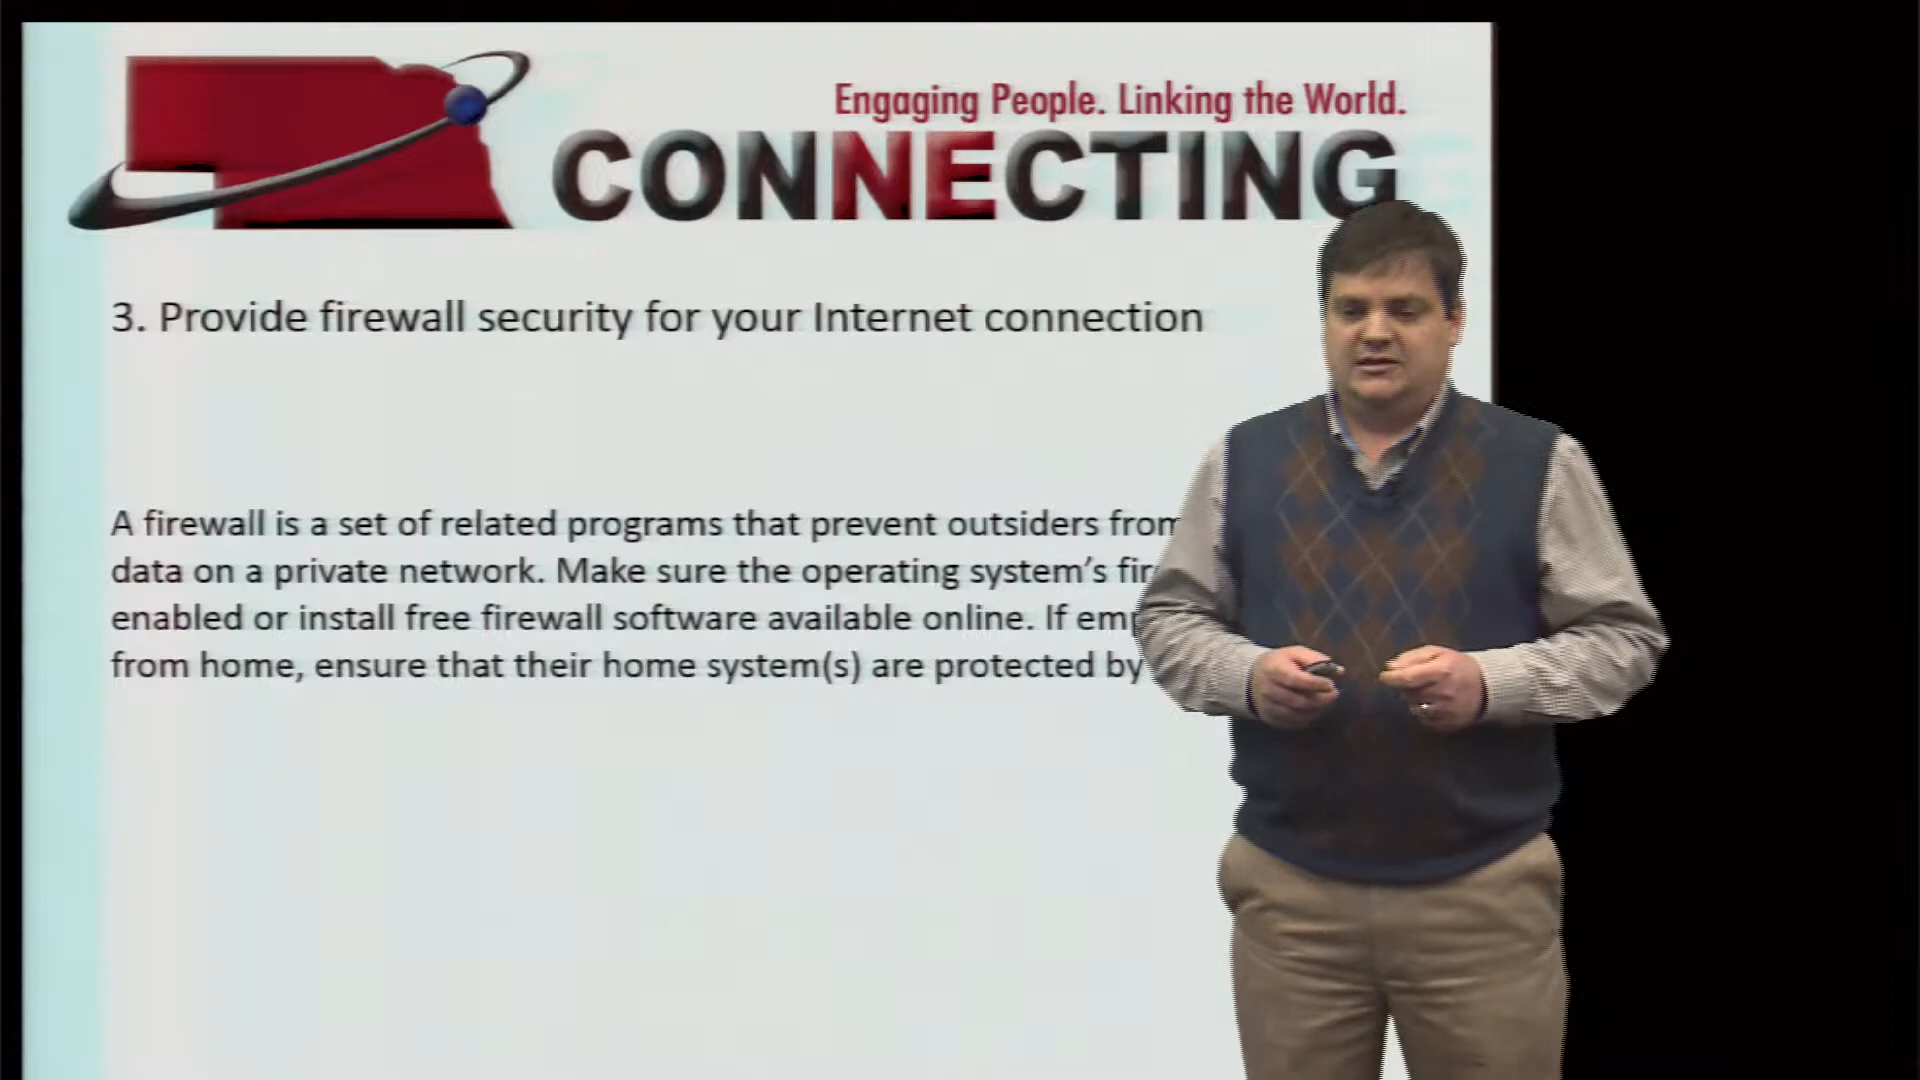 Engaging People. Linking the World.
CONNECTING
3. Provide firewall security for your Internet connection
A firewall is a set of related programs that prevent outsiders from
data on a private network. Make sure the operating system’s
enabled or install free firewall software available online. If
from home, ensure that their home system(s) are protected by